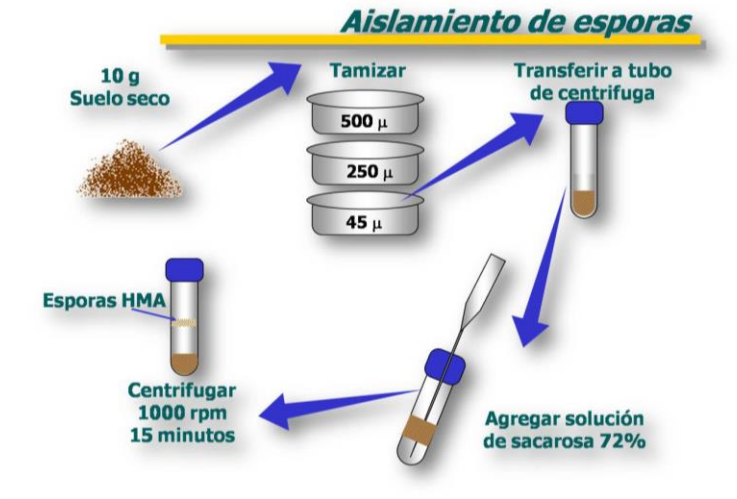 Aislamiento de esporas
10 g
Suelo seco
Tamizar
500 μ
250 μ
45 μ
Transferir a tubo
de centrifuga
Agregar solución
de sacarosa 72%
Esporas HMA
Centrifugar
1000 rpm
15 minutos